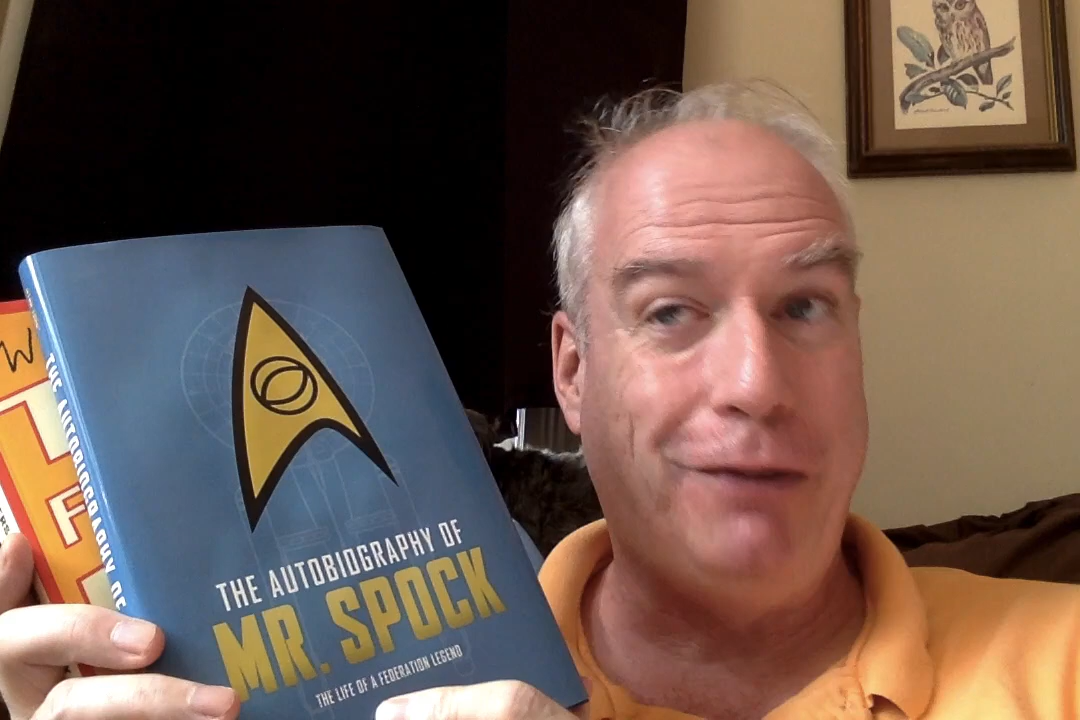 THE AUTOBIOGRAPHY OF
MR. SPOCK
THE LIFE OF A FEDERATION LEGEND
THE AUTOBIOGRAPHY OF
W